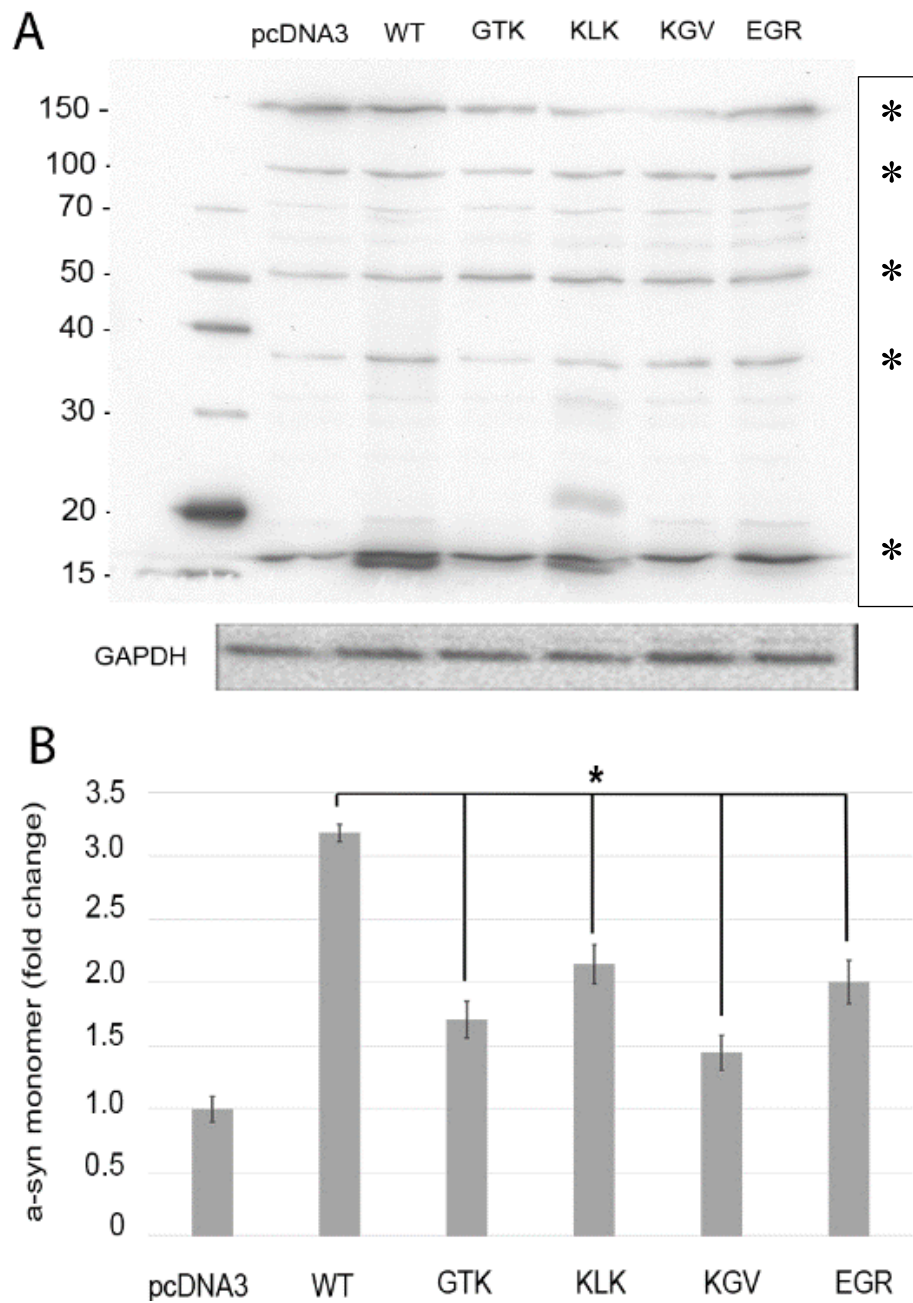 A
pcDNA3 WT GTK KLK KGV EGR
150 - *
100 - *
70 -
50 - *
40 -
30 -
20 -
15 - *
GAPDH
B
*
a-syn monomer (fold change)
3.5
3.0
2.5
2.0
1.5
1.0
0.5
0
pcDNA3 WT GTK KLK KGV EGR